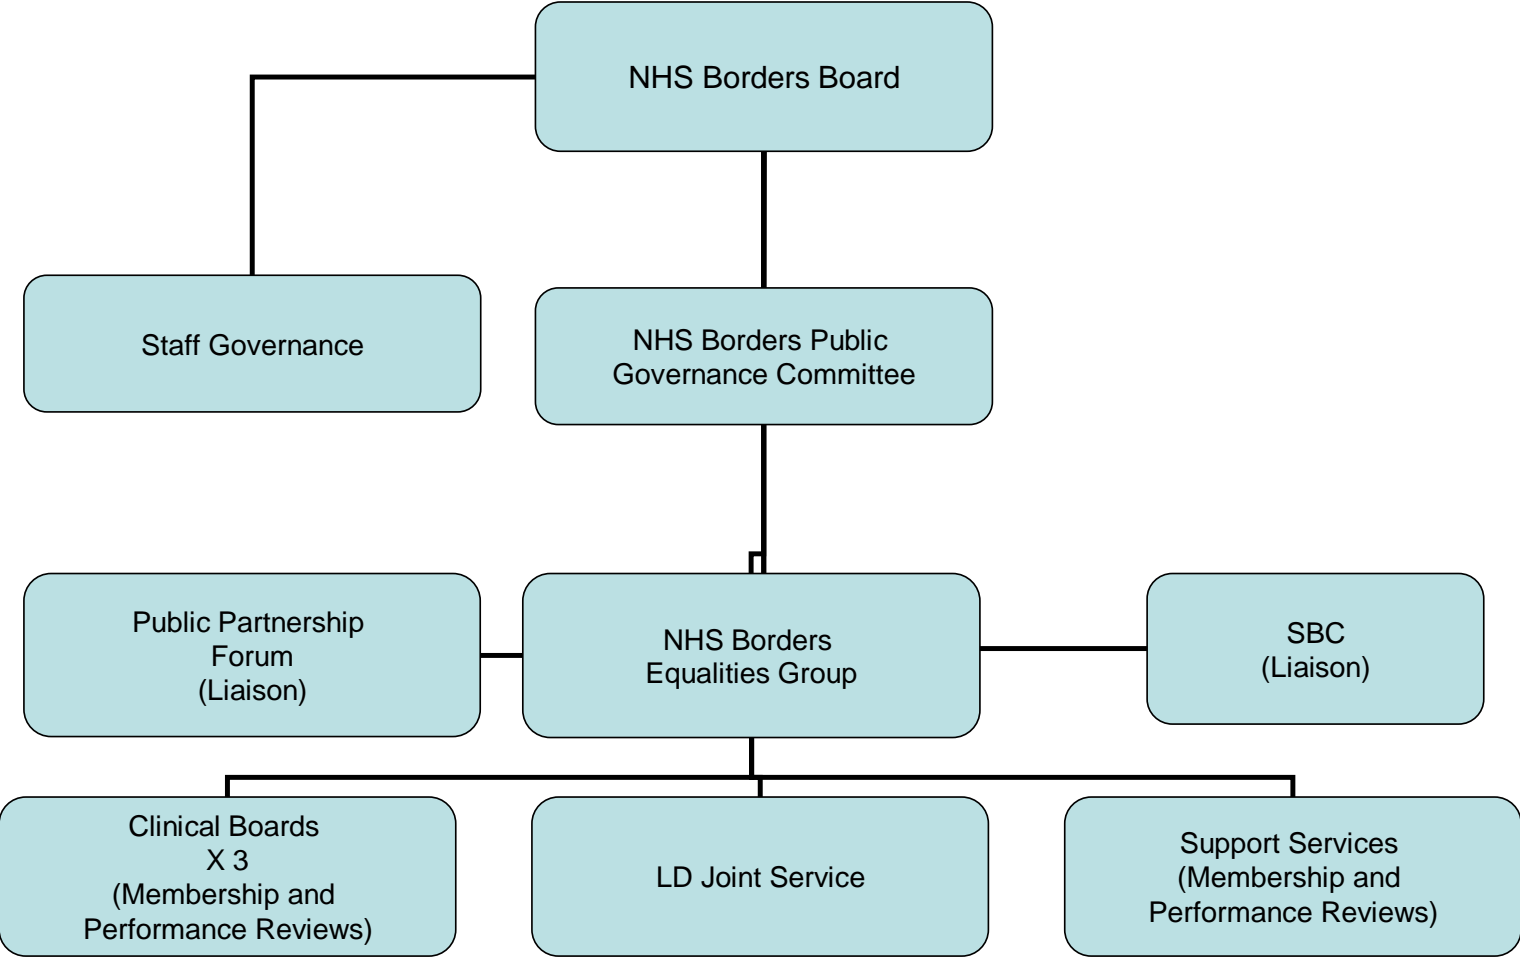 NHS Borders Board
Staff Governance
NHS Borders Public
Governance Committee
Public Partnership
Forum
(Liaison)
NHS Borders
Equalities Group
SBC
(Liaison)
Clinical Boards
X 3
(Membership and
Performance Reviews)
LD Joint Service
Support Services
(Membership and
Performance Reviews)